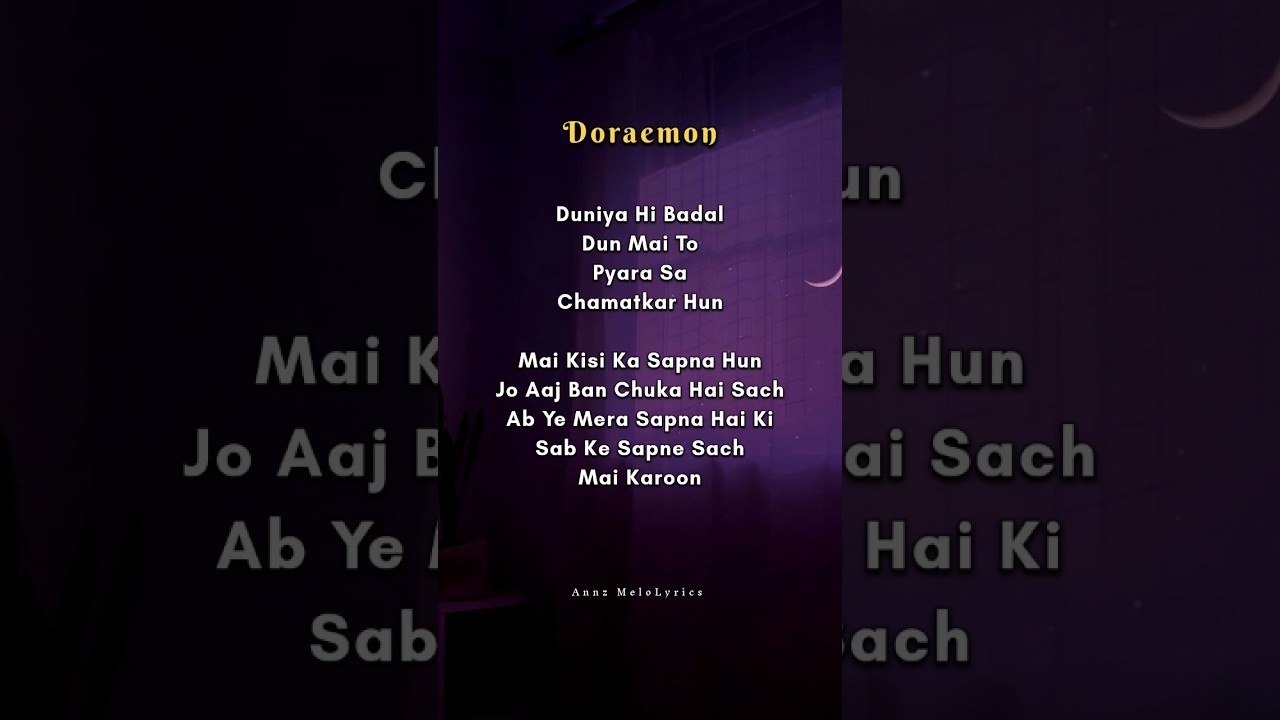 Doraemon
Duniya Hi Badal
Dun Mai To
Pyara Sa
Chamatkar Hun
Mai Kisi Ka Sapna Hun
Jo Aaj Ban Chuka Hai Sach
Ab Ye Mera Sapna Hai Ki
Sab Ke Sapne Sach
Mai Karoon
Annz MeloLyrics